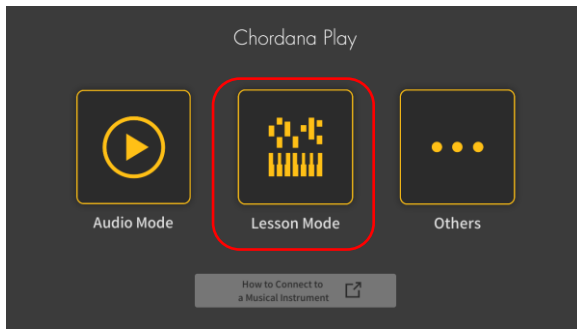 Chordana Play
Audio Mode
Lesson Mode
Others
How to Connect to
a Musical Instrument